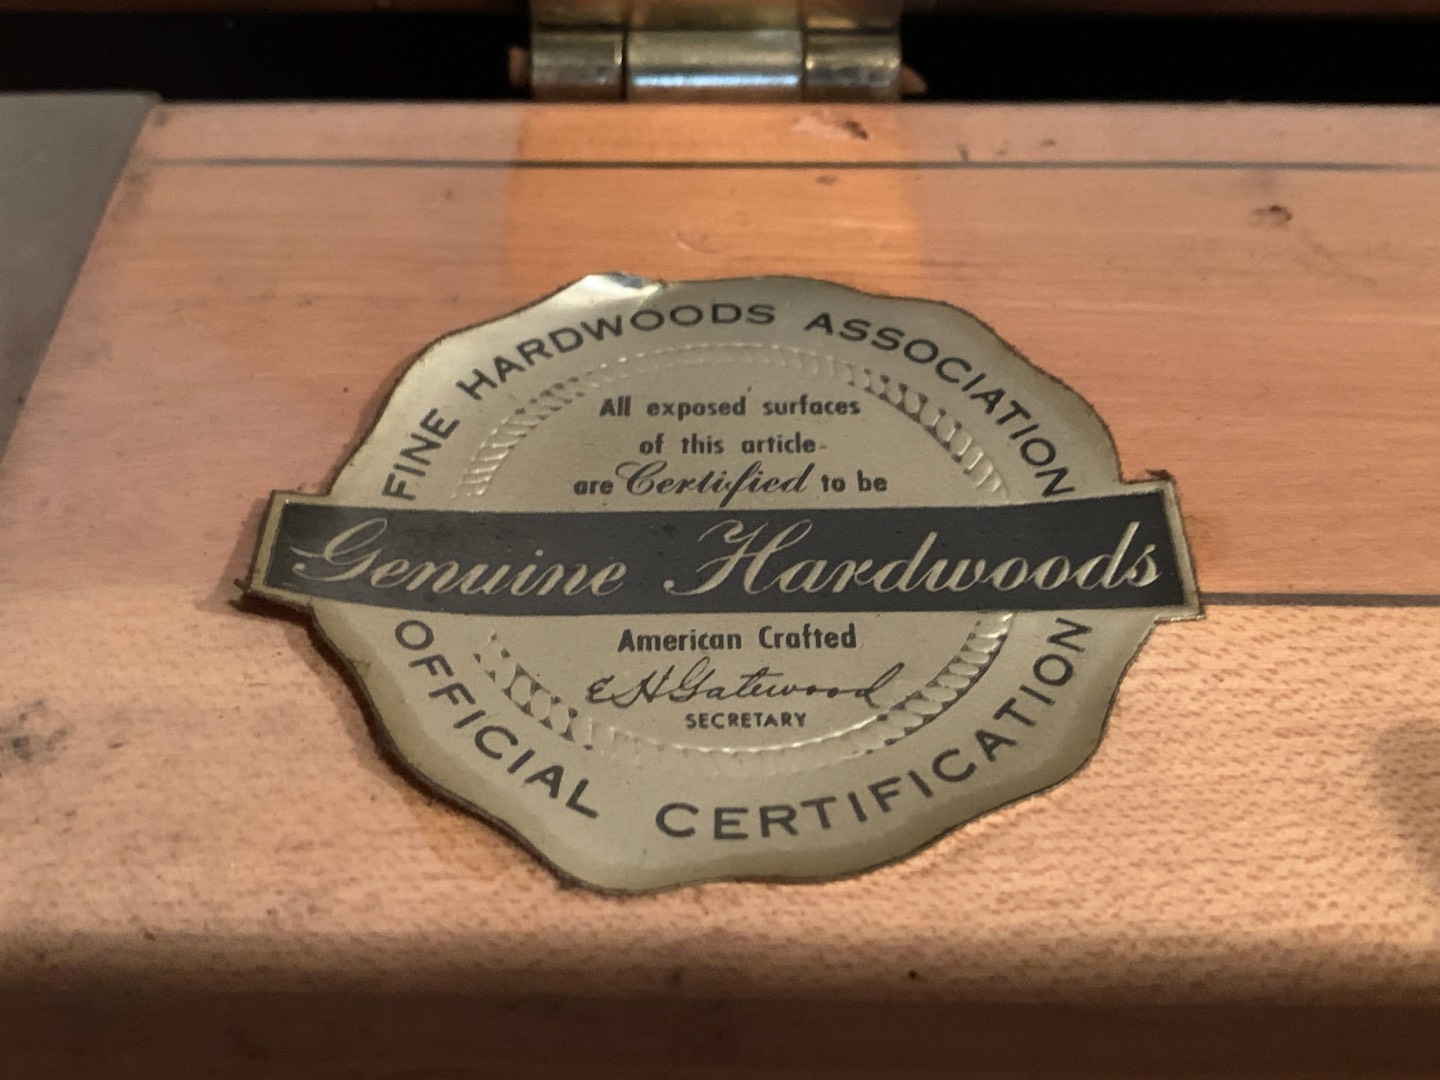 FINE HARDWOODS ASSOCIATION
All exposed surfaces
of this article
are Certified to be
Genuine Hardwoods
American Crafted
E H Gatewood
SECRETARY
OFFICIAL CERTIFICATION